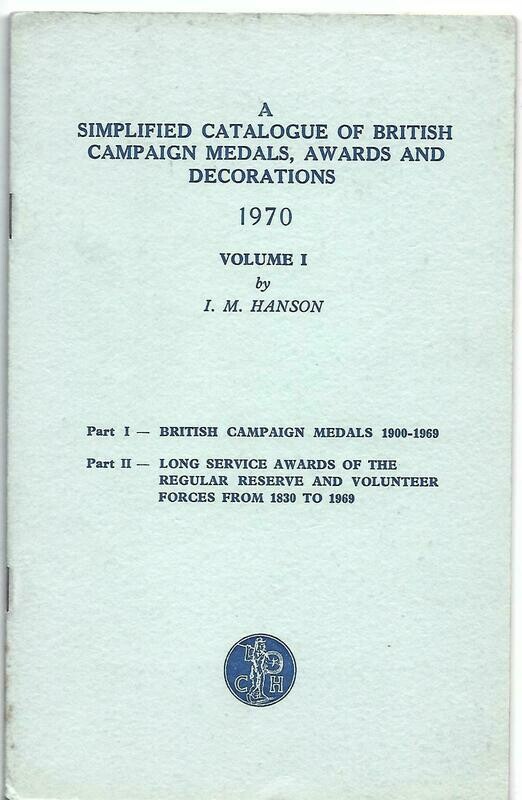 A
SIMPLIFIED CATALOGUE OF BRITISH
CAMPAIGN MEDALS, AWARDS AND
DECORATIONS
1970
VOLUME I
by
I. M. HANSON
Part I — BRITISH CAMPAIGN MEDALS 1900-1969
Part II — LONG SERVICE AWARDS OF THE
REGULAR RESERVE AND VOLUNTEER
FORCES FROM 1830 TO 1969
C H